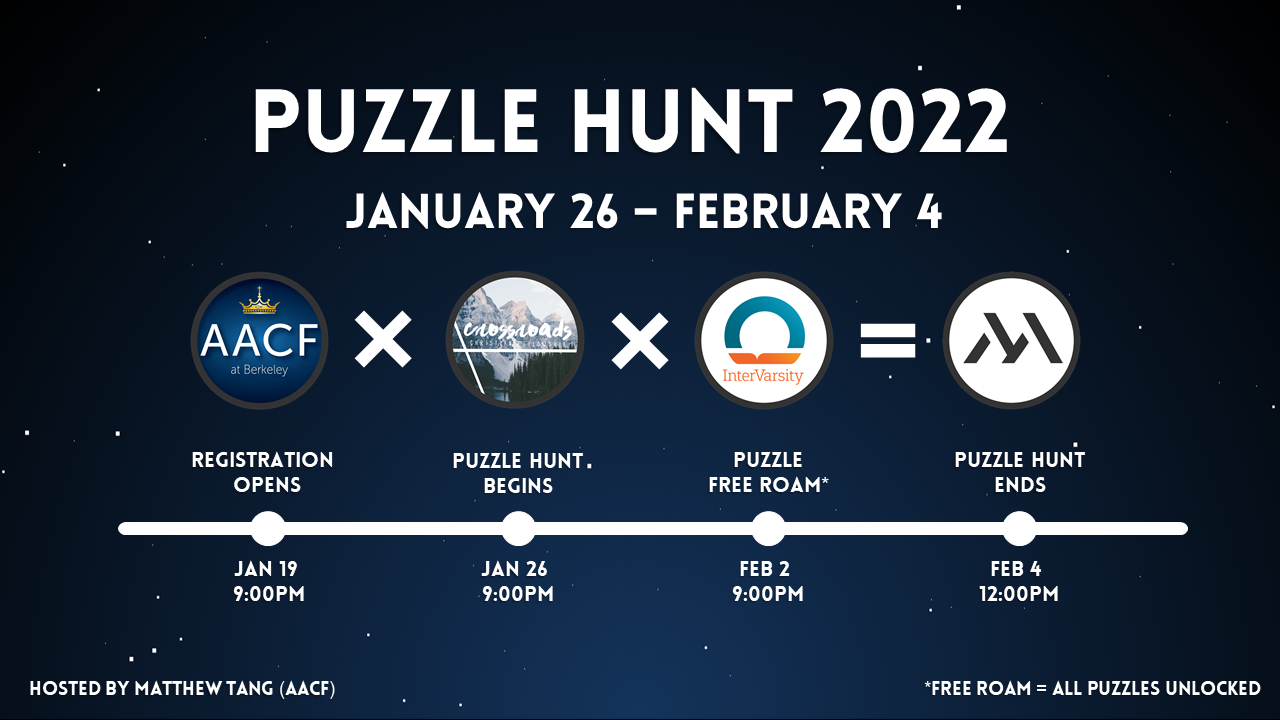 PUZZLE HUNT 2022
JANUARY 26 – FEBRUARY 4
AACF
at Berkeley
crossroads
CHRISTIAN FELLOWSHIP
InterVarsity
REGISTRATION
OPENS
PUZZLE HUNT
BEGINS
PUZZLE
FREE ROAM*
PUZZLE HUNT
ENDS
JAN 19
9:00PM
JAN 26
9:00PM
FEB 2
9:00PM
FEB 4
12:00PM
HOSTED BY MATTHEW TANG (AACF)
*FREE ROAM = ALL PUZZLES UNLOCKED